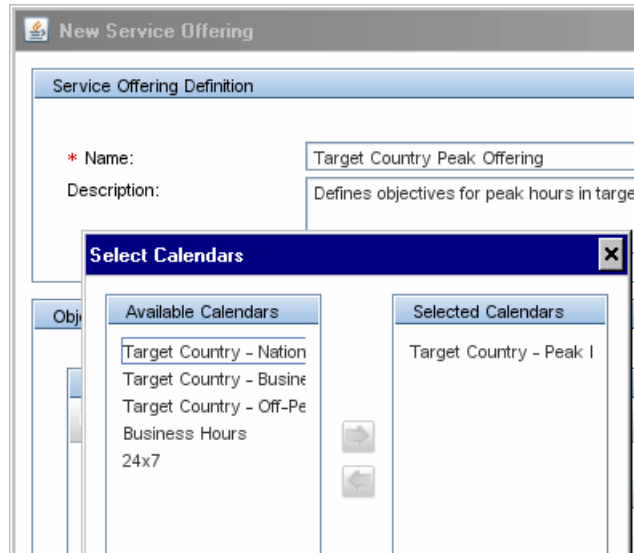 New Service Offering
Service Offering Definition
* Name:
Target Country Peak Offering
Description:
Defines objectives for peak hours in targe
Select Calendars
Obj
Available Calendars
Selected Calendars
Target Country - Nation
Target Country - Peak
Target Country - Busine
Target Country - Off-Pe
Business Hours
24x7